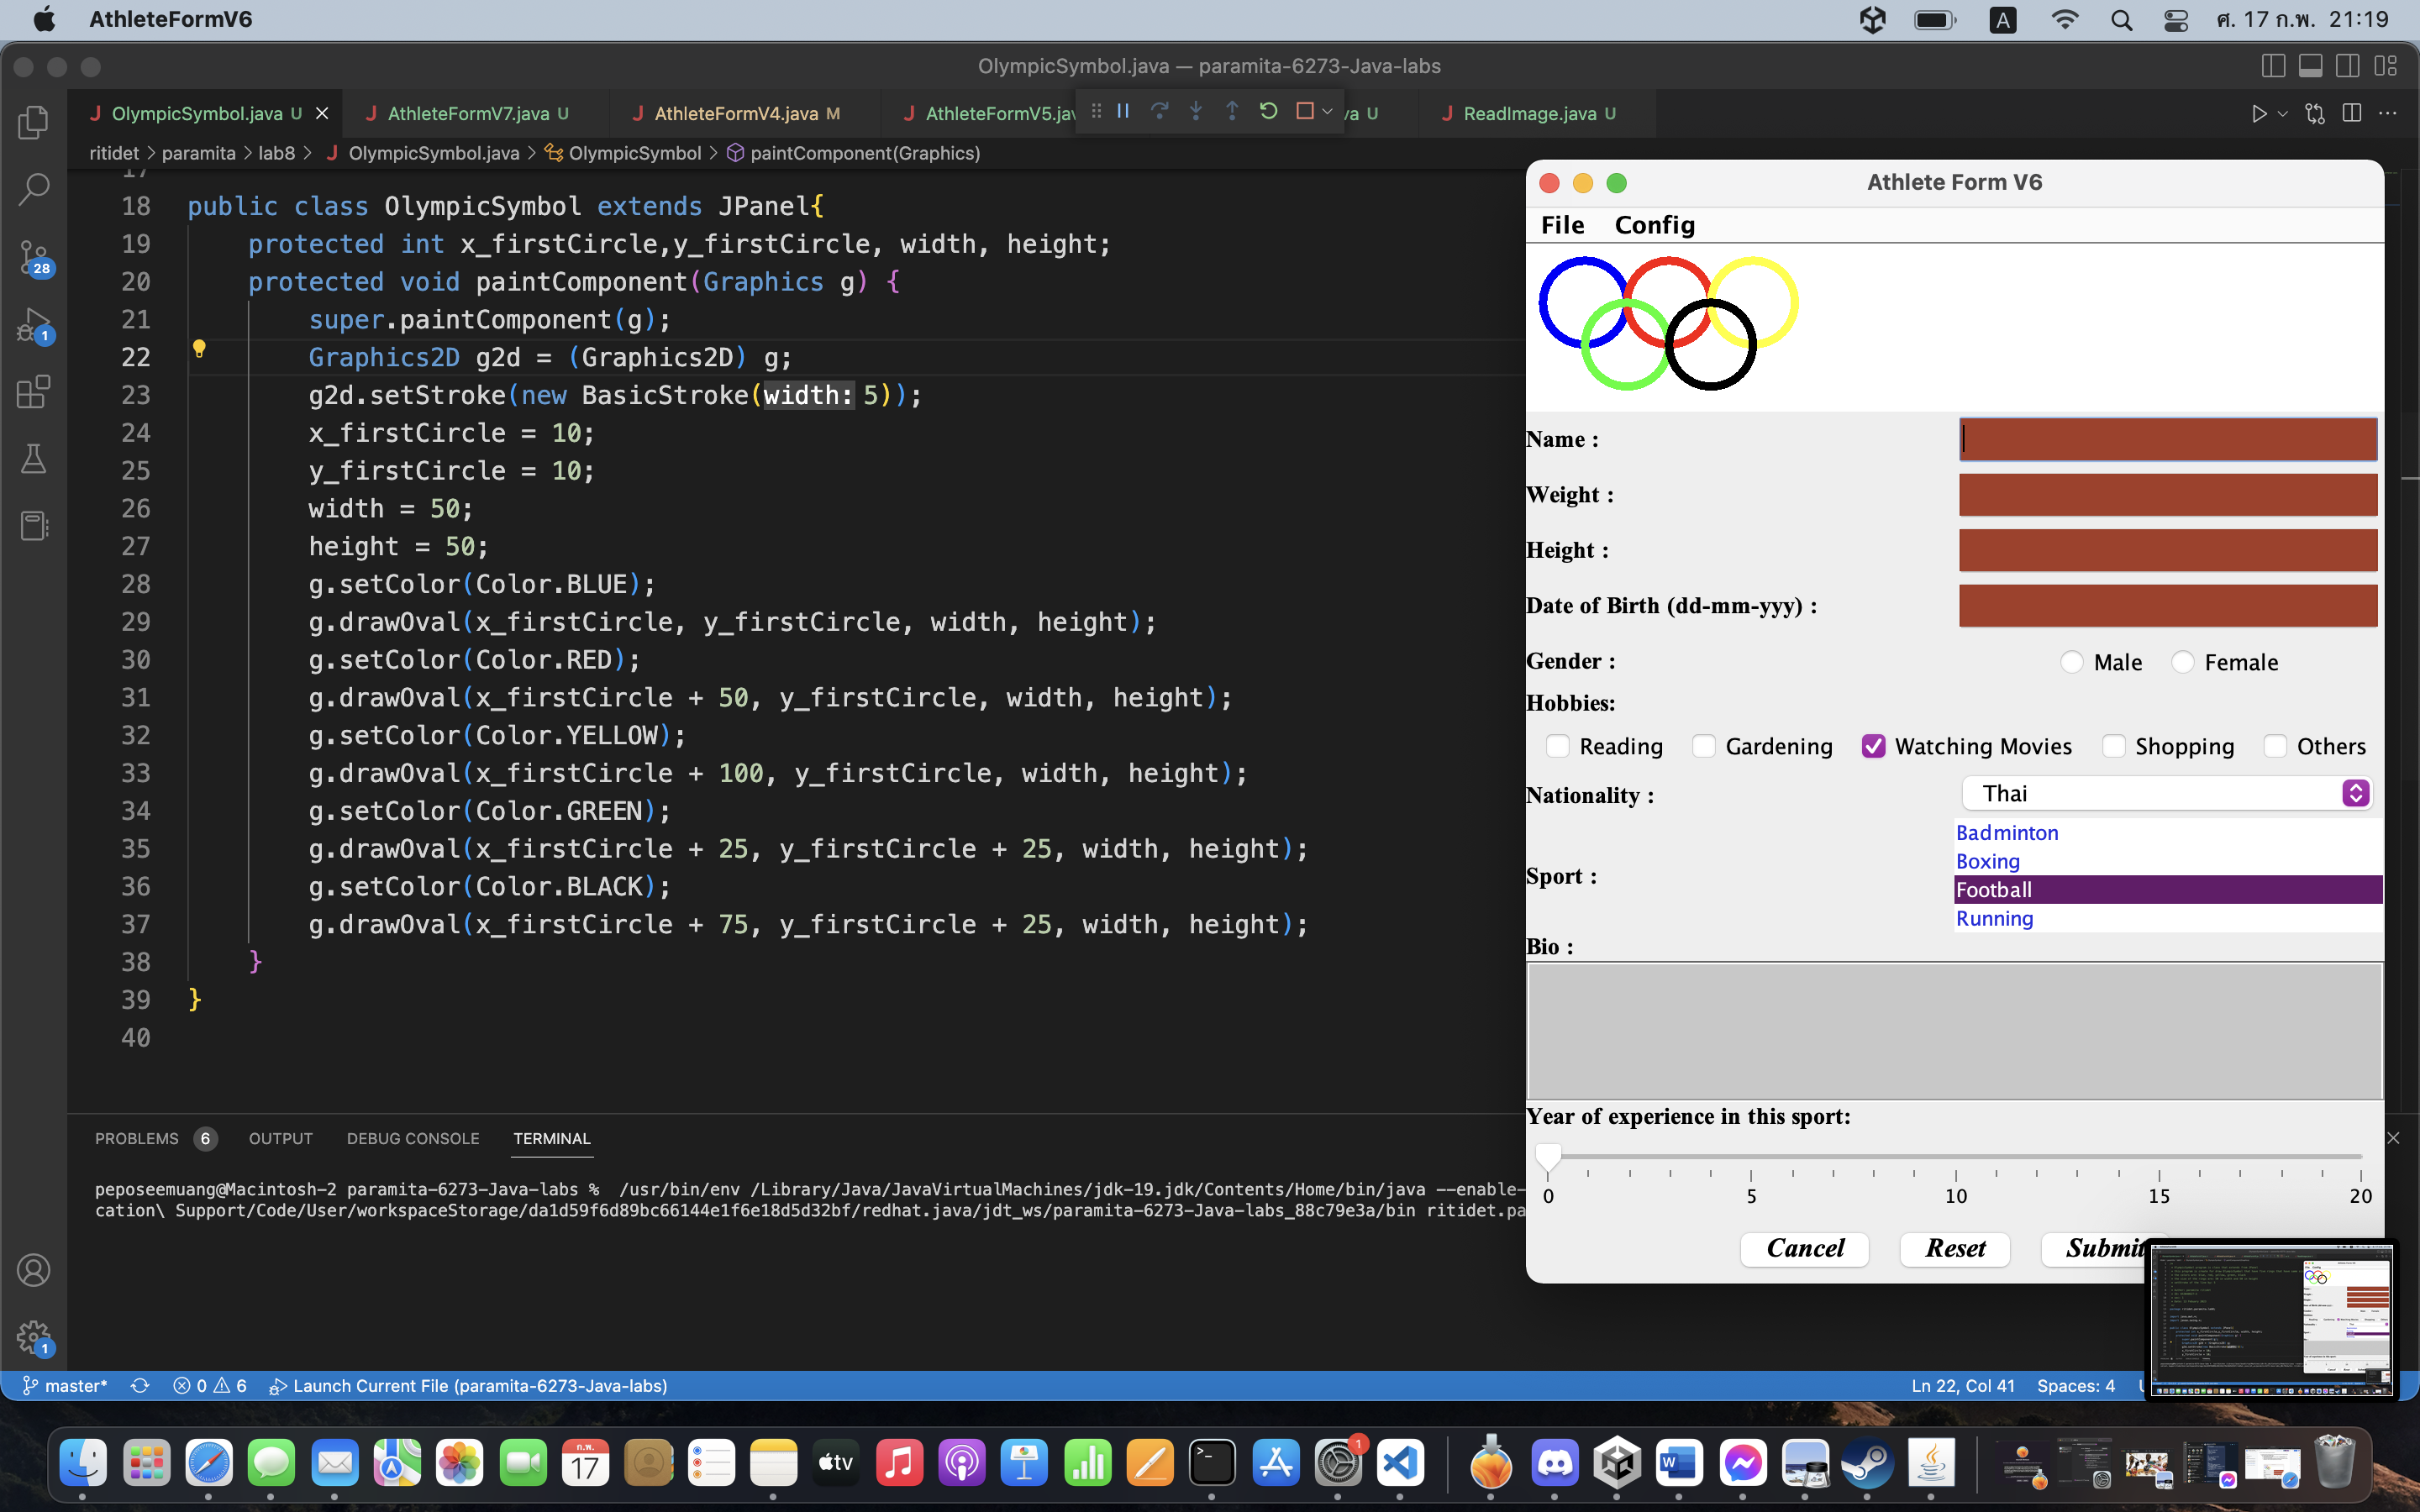 AthleteFormV6
A
ศ. 17 ก.พ. 21:19
OlympicSymbol.java — paramita-6273-Java-labs
J OlympicSymbol.java U
J AthleteFormV7.java U
J AthleteFormV4.java M
J AthleteFormV5.jav
va U
J ReadImage.java U
ritidet > paramita > lab8 > J OlympicSymbol.java > OlympicSymbol > paintComponent(Graphics)
17
18 public class OlympicSymbol extends JPanel{
19 protected int x_firstCircle,y_firstCircle, width, height;
20 protected void paintComponent(Graphics g) {
21 super.paintComponent(g);
22 Graphics2D g2d = (Graphics2D) g;
23 g2d.setStroke(new BasicStroke(width: 5));
24 x_firstCircle = 10;
25 y_firstCircle = 10;
26 width = 50;
27 height = 50;
28 g.setColor(Color.BLUE);
29 g.drawOval(x_firstCircle, y_firstCircle, width, height);
30 g.setColor(Color.RED);
31 g.drawOval(x_firstCircle + 50, y_firstCircle, width, height);
32 g.setColor(Color.YELLOW);
33 g.drawOval(x_firstCircle + 100, y_firstCircle, width, height);
34 g.setColor(Color.GREEN);
35 g.drawOval(x_firstCircle + 25, y_firstCircle + 25, width, height);
36 g.setColor(Color.BLACK);
37 g.drawOval(x_firstCircle + 75, y_firstCircle + 25, width, height);
38 }
39 }
40
28
1
1
PROBLEMS 6 OUTPUT DEBUG CONSOLE TERMINAL
peposeemuang@Macintosh-2 paramita-6273-Java-labs % /usr/bin/env /Library/Java/JavaVirtualMachines/jdk-19.jdk/Contents/Home/bin/java --enable-
cation\ Support/Code/User/workspaceStorage/da1d59f6d89bc66144e1f6e18d5d32bf/redhat.java/jdt_ws/paramita-6273-Java-labs_88c79e3a/bin ritidet.pa
master* 0 6 Launch Current File (paramita-6273-Java-labs)
Ln 22, Col 41 Spaces: 4
Athlete Form V6
File Config
Name :
Weight :
Height :
Date of Birth (dd-mm-yyy) :
Gender : Male Female
Hobbies:
Reading Gardening Watching Movies Shopping Others
Nationality : Thai
Badminton
Boxing
Sport :
Football
Running
Bio :
Year of experience in this sport:
0 5 10 15 20
Cancel Reset Submit
ก.พ.
17
tv
1
W